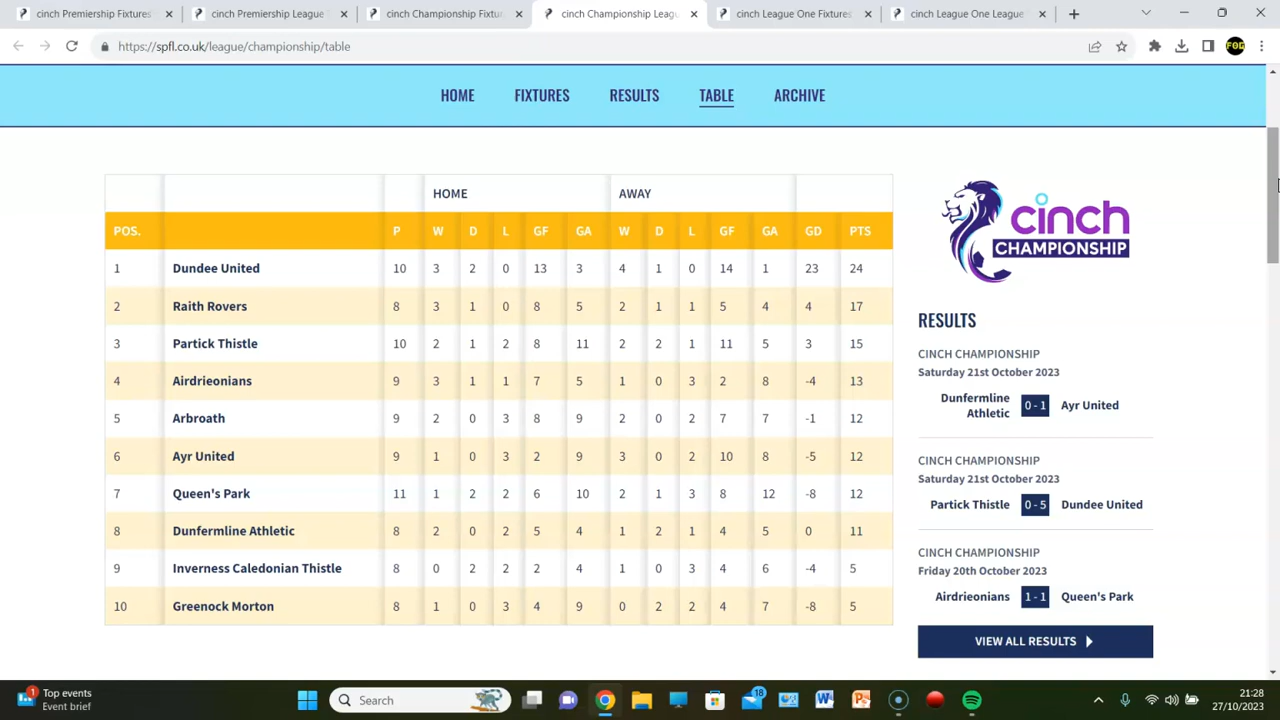 cinch Premiership Fixtures
cinch Premiership League
cinch Championship Fixtu
cinch Championship Leag
cinch League One Fixtures
cinch League One League
https://spfl.co.uk/league/championship/table
HOME FIXTURES RESULTS TABLE ARCHIVE
HOME AWAY
POS. P W D L GF GA W D L GF GA GD PTS
1 Dundee United 10 3 2 0 13 3 4 1 0 14 1 23 24
2 Raith Rovers 8 3 1 0 8 5 2 1 1 5 4 4 17
3 Partick Thistle 10 2 1 2 8 11 2 2 1 11 5 3 15
4 Airdrieonians 9 3 1 1 7 5 1 0 3 2 8 -4 13
5 Arbroath 9 2 0 3 8 9 2 0 2 7 7 -1 12
6 Ayr United 9 1 0 3 2 9 3 0 2 10 8 -5 12
7 Queen's Park 11 1 2 2 6 10 2 1 3 8 12 -8 12
8 Dunfermline Athletic 8 2 0 2 5 4 1 2 1 4 5 0 11
9 Inverness Caledonian Thistle 8 0 2 2 2 4 1 0 3 4 6 -4 5
10 Greenock Morton 8 1 0 3 4 9 0 2 2 4 7 -8 5
cinch
CHAMPIONSHIP
RESULTS
CINCH CHAMPIONSHIP
Saturday 21st October 2023
Dunfermline
Athletic 0 - 1 Ayr United
CINCH CHAMPIONSHIP
Saturday 21st October 2023
Partick Thistle 0 - 5 Dundee United
CINCH CHAMPIONSHIP
Friday 20th October 2023
Airdrieonians 1 - 1 Queen's Park
VIEW ALL RESULTS
1
Top events
Event brief
Search
18
21:28
27/10/2023